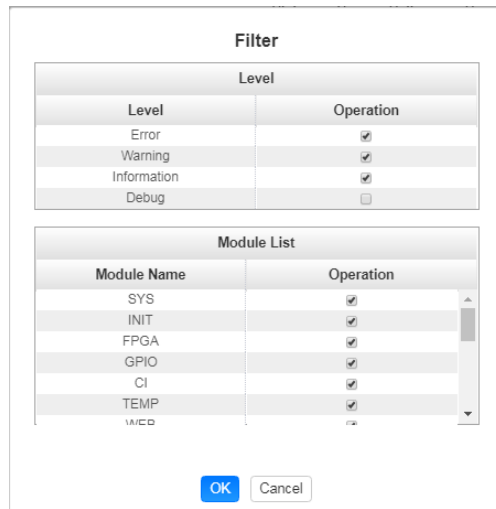 Filter
Level
Level Operation
Error
Warning
Information
Debug
Module List
Module Name Operation
SYS
INIT
FPGA
GPIO
CI
TEMP
WEB
OK Cancel